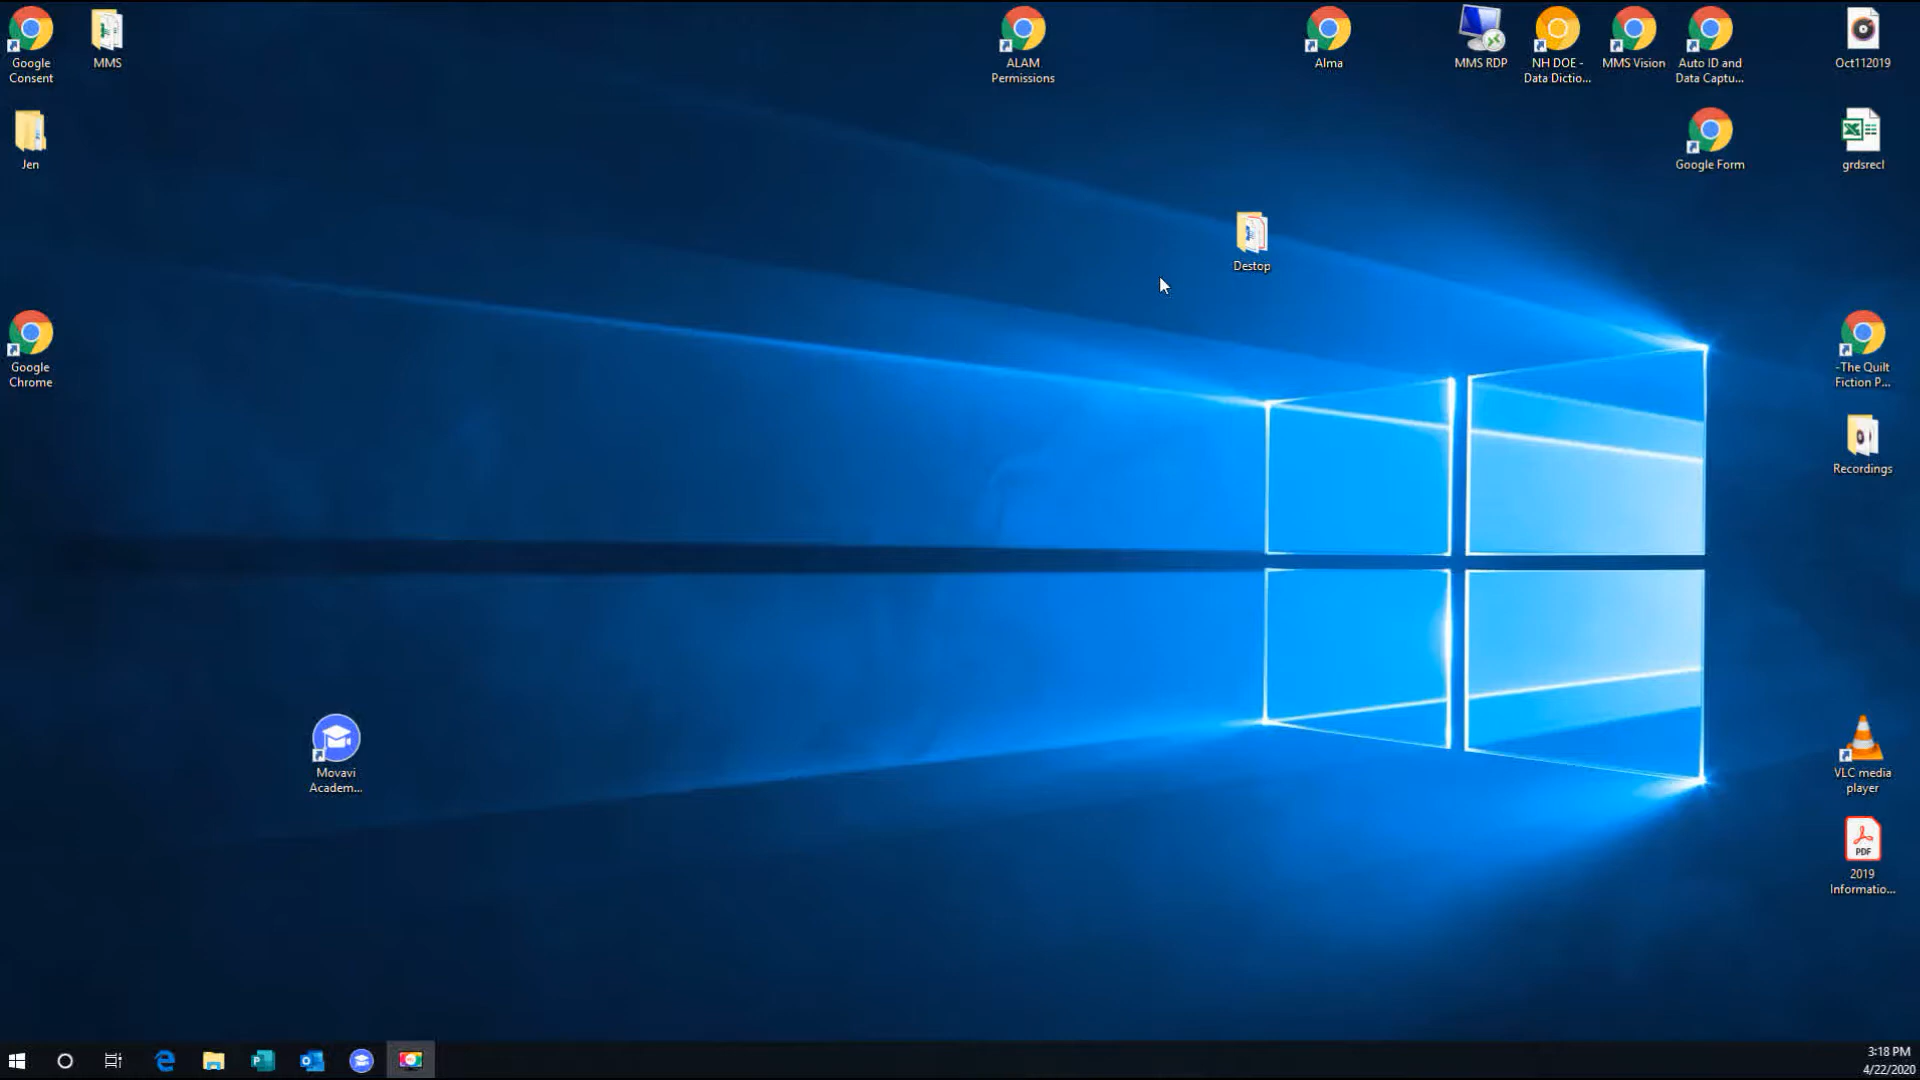 Google
Consent
MMS
ALAM
Permissions
Alma
MMS RDP
NH DOE -
Data Dictio...
MMS Vision
Auto ID and
Data Captu...
Oct112019
Jen
Google Form
grdsrecl
Destop
Google
Chrome
-The Quilt
Fiction P...
Recordings
Movavi
Academ...
VLC media
player
PDF
2019
Informatio...
3:18 PM
4/22/2020